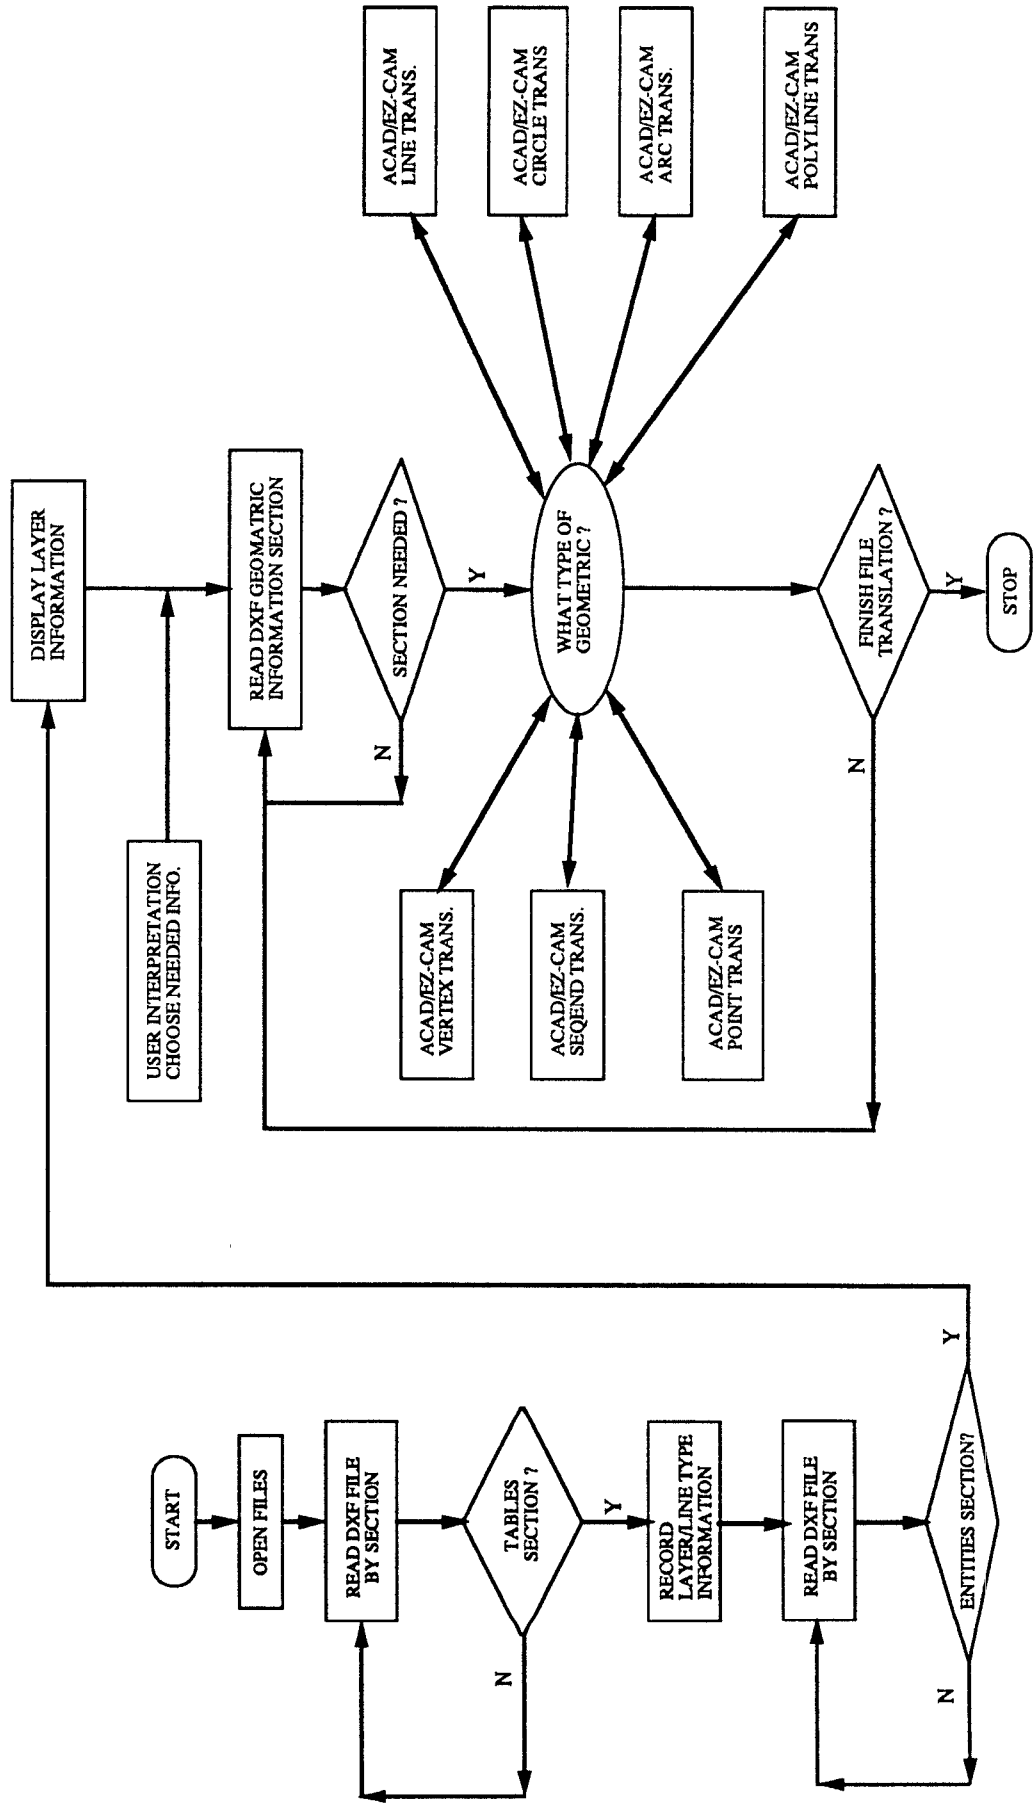 START
OPEN FILES
READ DXF FILE
BY SECTION
TABLES
SECTION ?
N
Y
RECORD
LAYER/LINE TYPE
INFORMATION
READ DXF FILE
BY SECTION
ENTITIES SECTION?
N
Y
DISPLAY LAYER
INFORMATION
USER INTERPRETATION
CHOOSE NEEDED INFO.
READ DXF GEOMATRIC
INFORMATION SECTION
SECTION NEEDED ?
N
Y
WHAT TYPE OF
GEOMETRIC ?
ACAD/EZ-CAM
VERTEX TRANS.
ACAD/EZ-CAM
SEQEND TRANS.
ACAD/EZ-CAM
POINT TRANS
ACAD/EZ-CAM
LINE TRANS.
ACAD/EZ-CAM
CIRCLE TRANS
ACAD/EZ-CAM
ARC TRANS.
ACAD/EZ-CAM
POLYLINE TRANS
FINISH FILE
TRANSLATION ?
N
Y
STOP